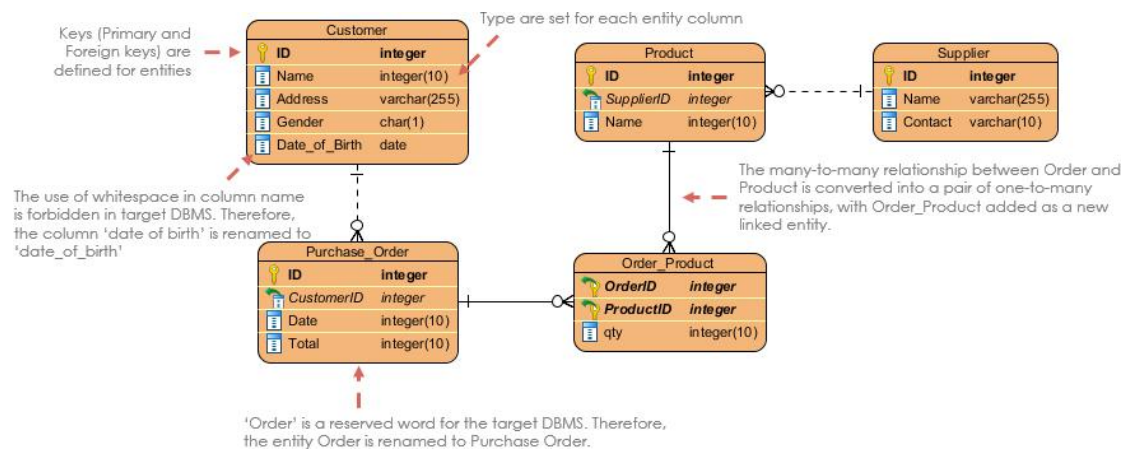 Keys (Primary and
Foreign keys) are
defined for entities
Customer
ID integer
Name integer(10)
Address varchar(255)
Gender char(1)
Date_of_Birth date
Type are set for each entity column
Product
ID integer
SupplierID integer
Name integer(10)
Supplier
ID integer
Name varchar(255)
Contact varchar(10)
The use of whitespace in column name
is forbidden in target DBMS. Therefore,
the column ‘date of birth’ is renamed to
‘date_of_birth’
The many-to-many relationship between Order and
Product is converted into a pair of one-to-many
relationships, with Order_Product added as a new
linked entity.
Purchase_Order
ID integer
CustomerID integer
Date integer(10)
Total integer(10)
Order_Product
OrderID integer
ProductID integer
qty integer(10)
‘Order’ is a reserved word for the target DBMS. Therefore,
the entity Order is renamed to Purchase Order.